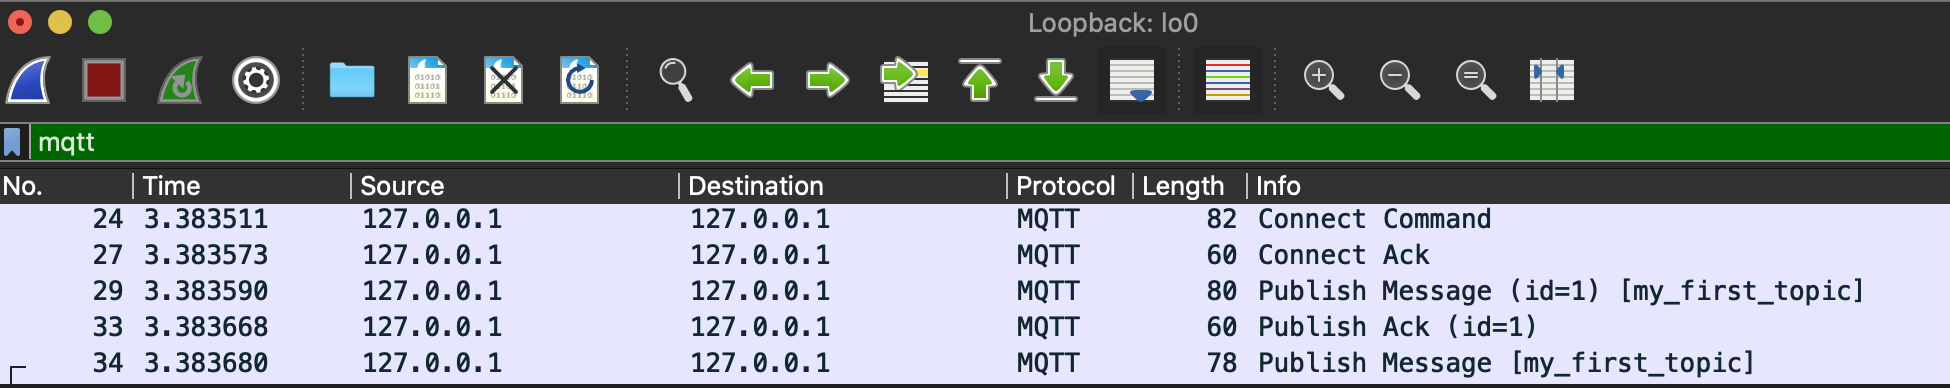 Loopback: lo0
01010
01110
01110
01110
mqtt
No. Time Source Destination Protocol Length Info
24 3.383511 127.0.0.1 127.0.0.1 MQTT 82 Connect Command
27 3.383573 127.0.0.1 127.0.0.1 MQTT 60 Connect Ack
29 3.383590 127.0.0.1 127.0.0.1 MQTT 80 Publish Message (id=1) [my_first_topic]
33 3.383668 127.0.0.1 127.0.0.1 MQTT 60 Publish Ack (id=1)
34 3.383680 127.0.0.1 127.0.0.1 MQTT 78 Publish Message [my_first_topic]